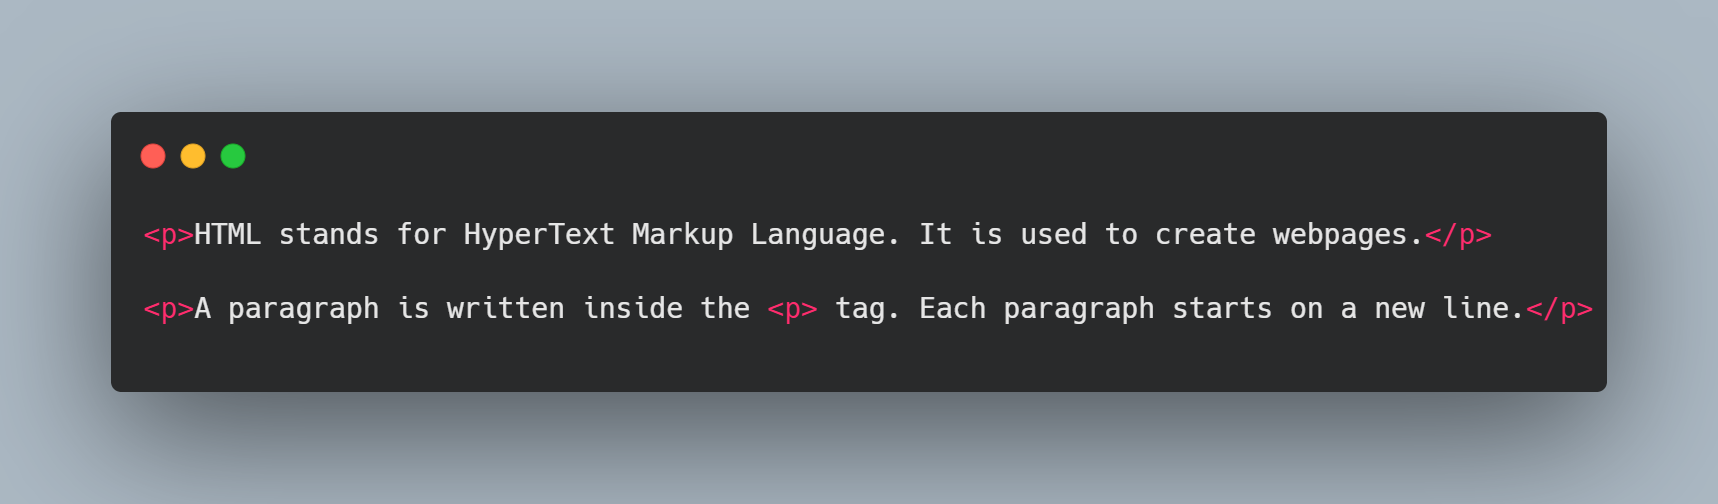 <p>HTML stands for HyperText Markup Language. It is used to create webpages.</p>
<p>A paragraph is written inside the <p> tag. Each paragraph starts on a new line.</p>